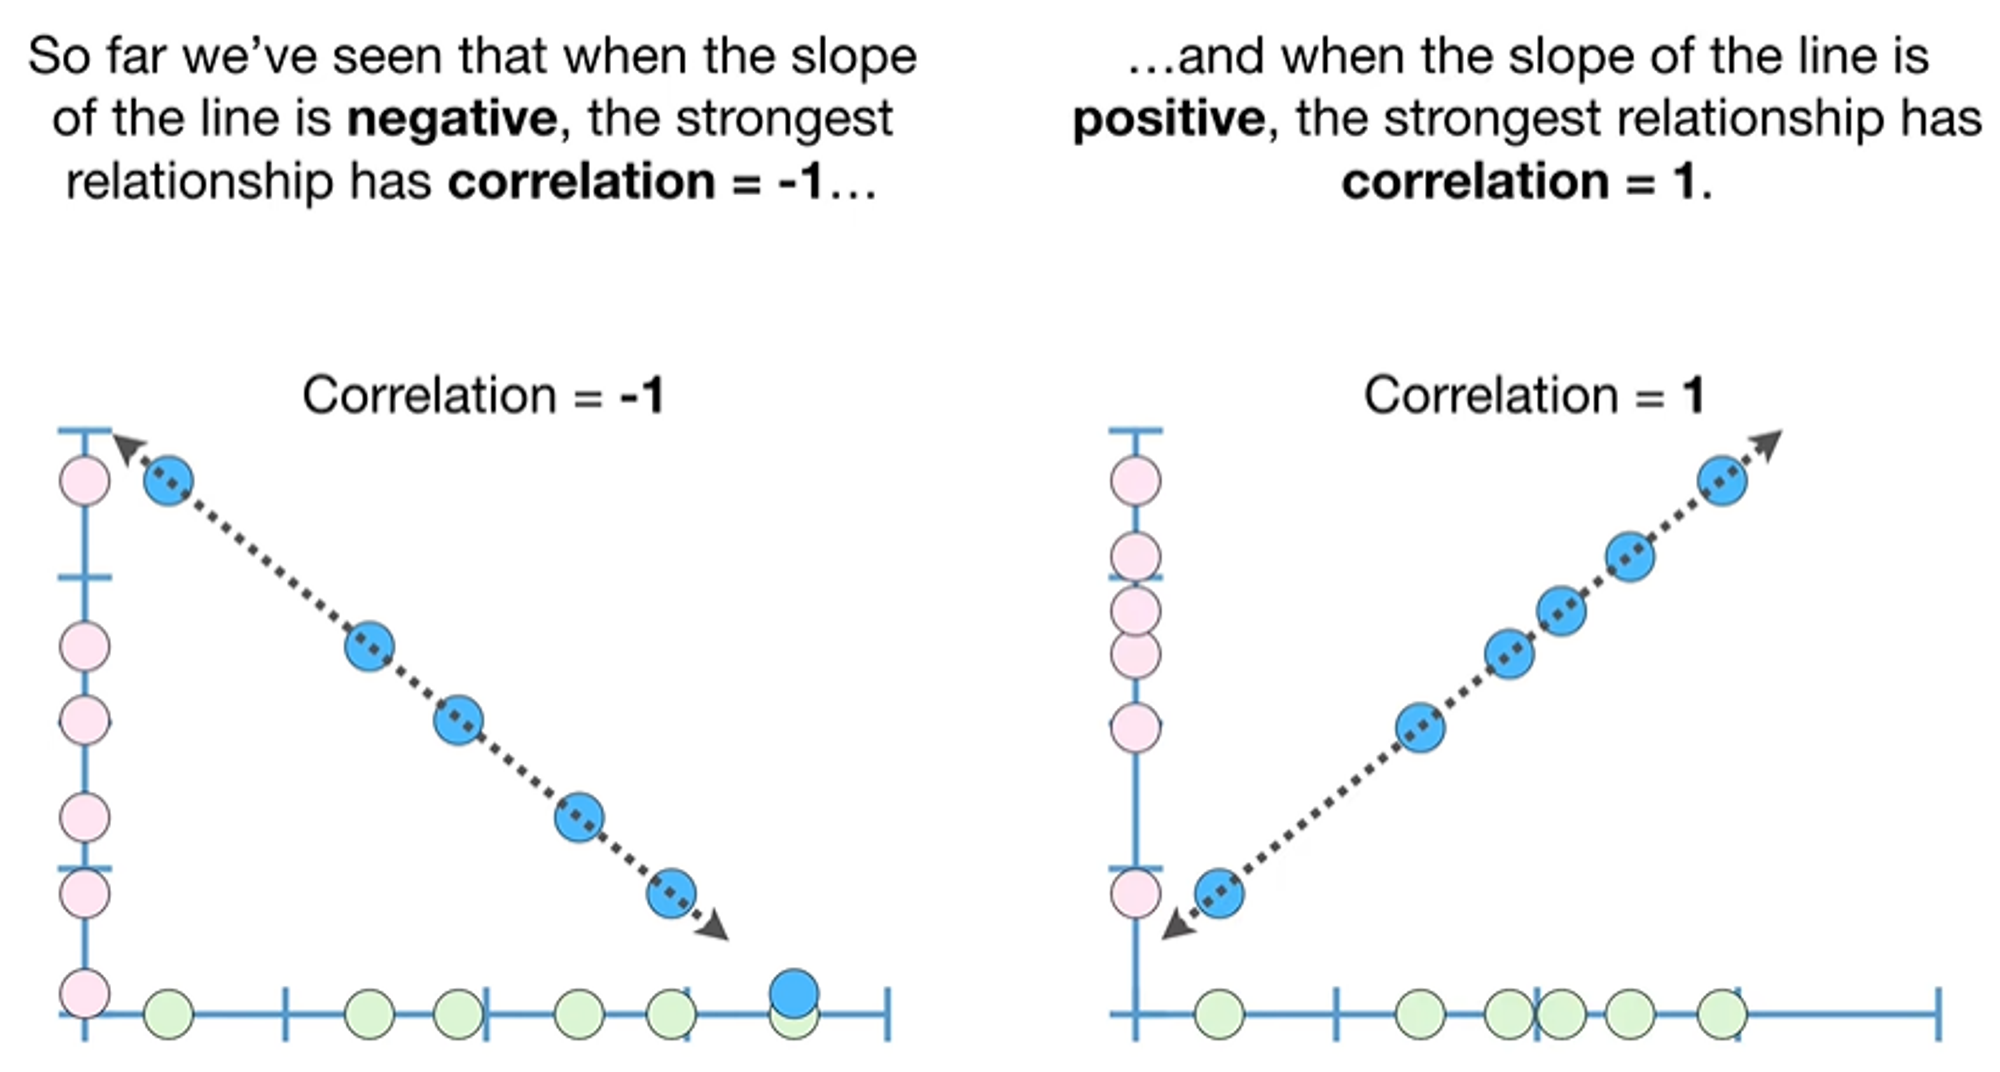 So far we’ve seen that when the slope
of the line is negative, the strongest
relationship has correlation = -1…
…and when the slope of the line is
positive, the strongest relationship has
correlation = 1.
Correlation = -1
Correlation = 1